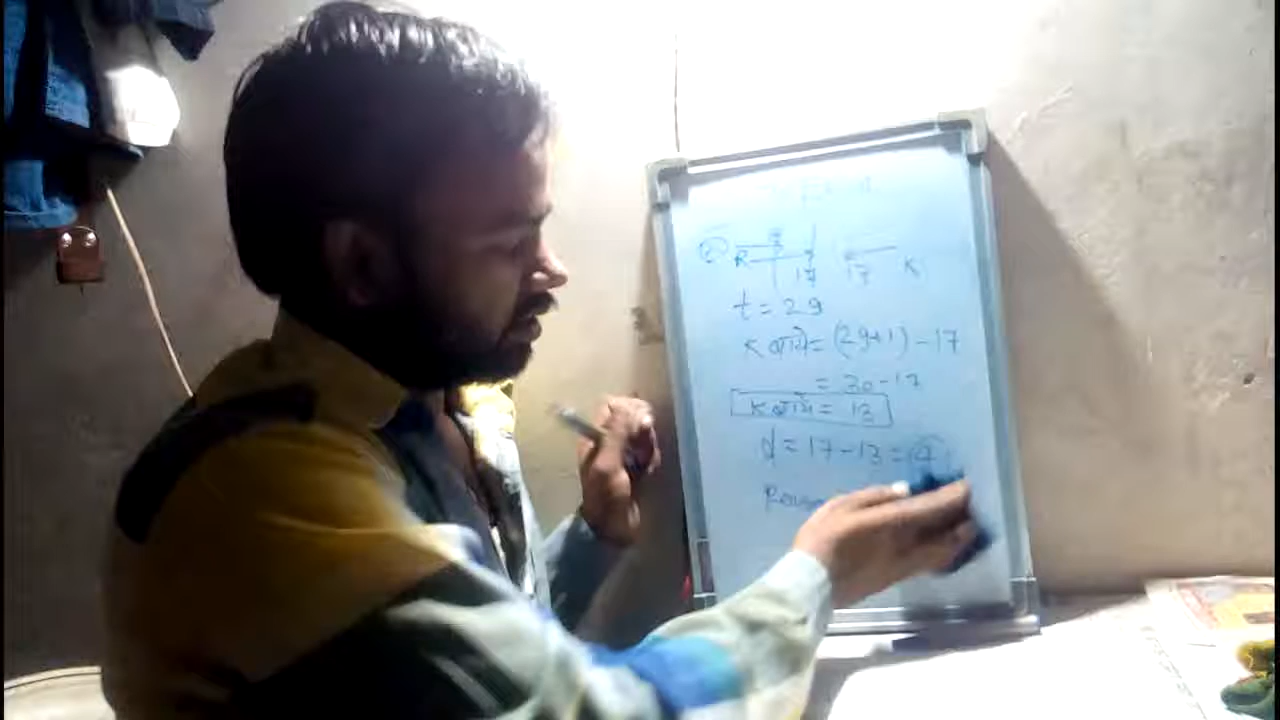 R
17 17 K
t = 29
K बायें = (29+1) - 17
= 30 - 17
K बायें = 13
d = 17 - 13 = 4